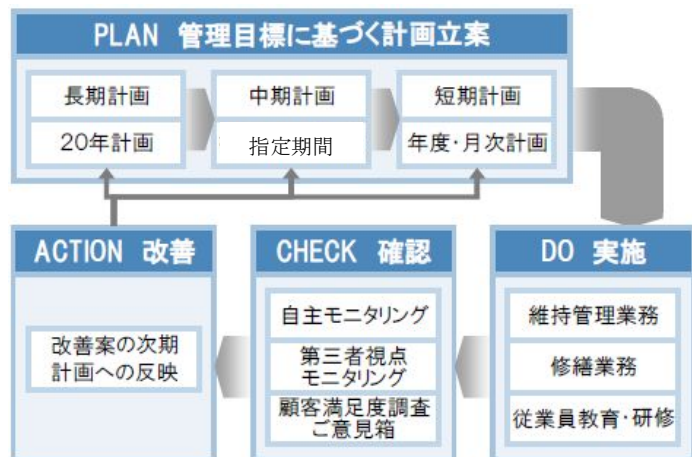 PLAN 管理目標に基づく計画立案
長期計画
20年計画
中期計画
指定期間
短期計画
年度・月次計画
ACTION 改善
改善案の次期
計画への反映
CHECK 確認
自主モニタリング
第三者視点
モニタリング
顧客満足度調査
ご意見箱
DO 実施
維持管理業務
修繕業務
従業員教育・研修